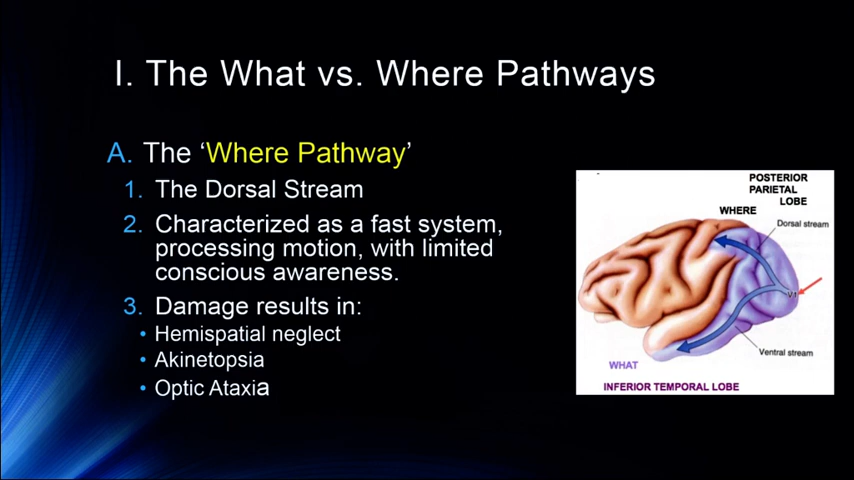 I. The What vs. Where Pathways
A. The ‘Where Pathway’
1. The Dorsal Stream
2. Characterized as a fast system,
processing motion, with limited
conscious awareness.
3. Damage results in:
• Hemispatial neglect
• Akinetopsia
• Optic Ataxia
POSTERIOR
PARIETAL
LOBE
WHERE
Dorsal stream
V1
Ventral stream
WHAT
INFERIOR TEMPORAL LOBE